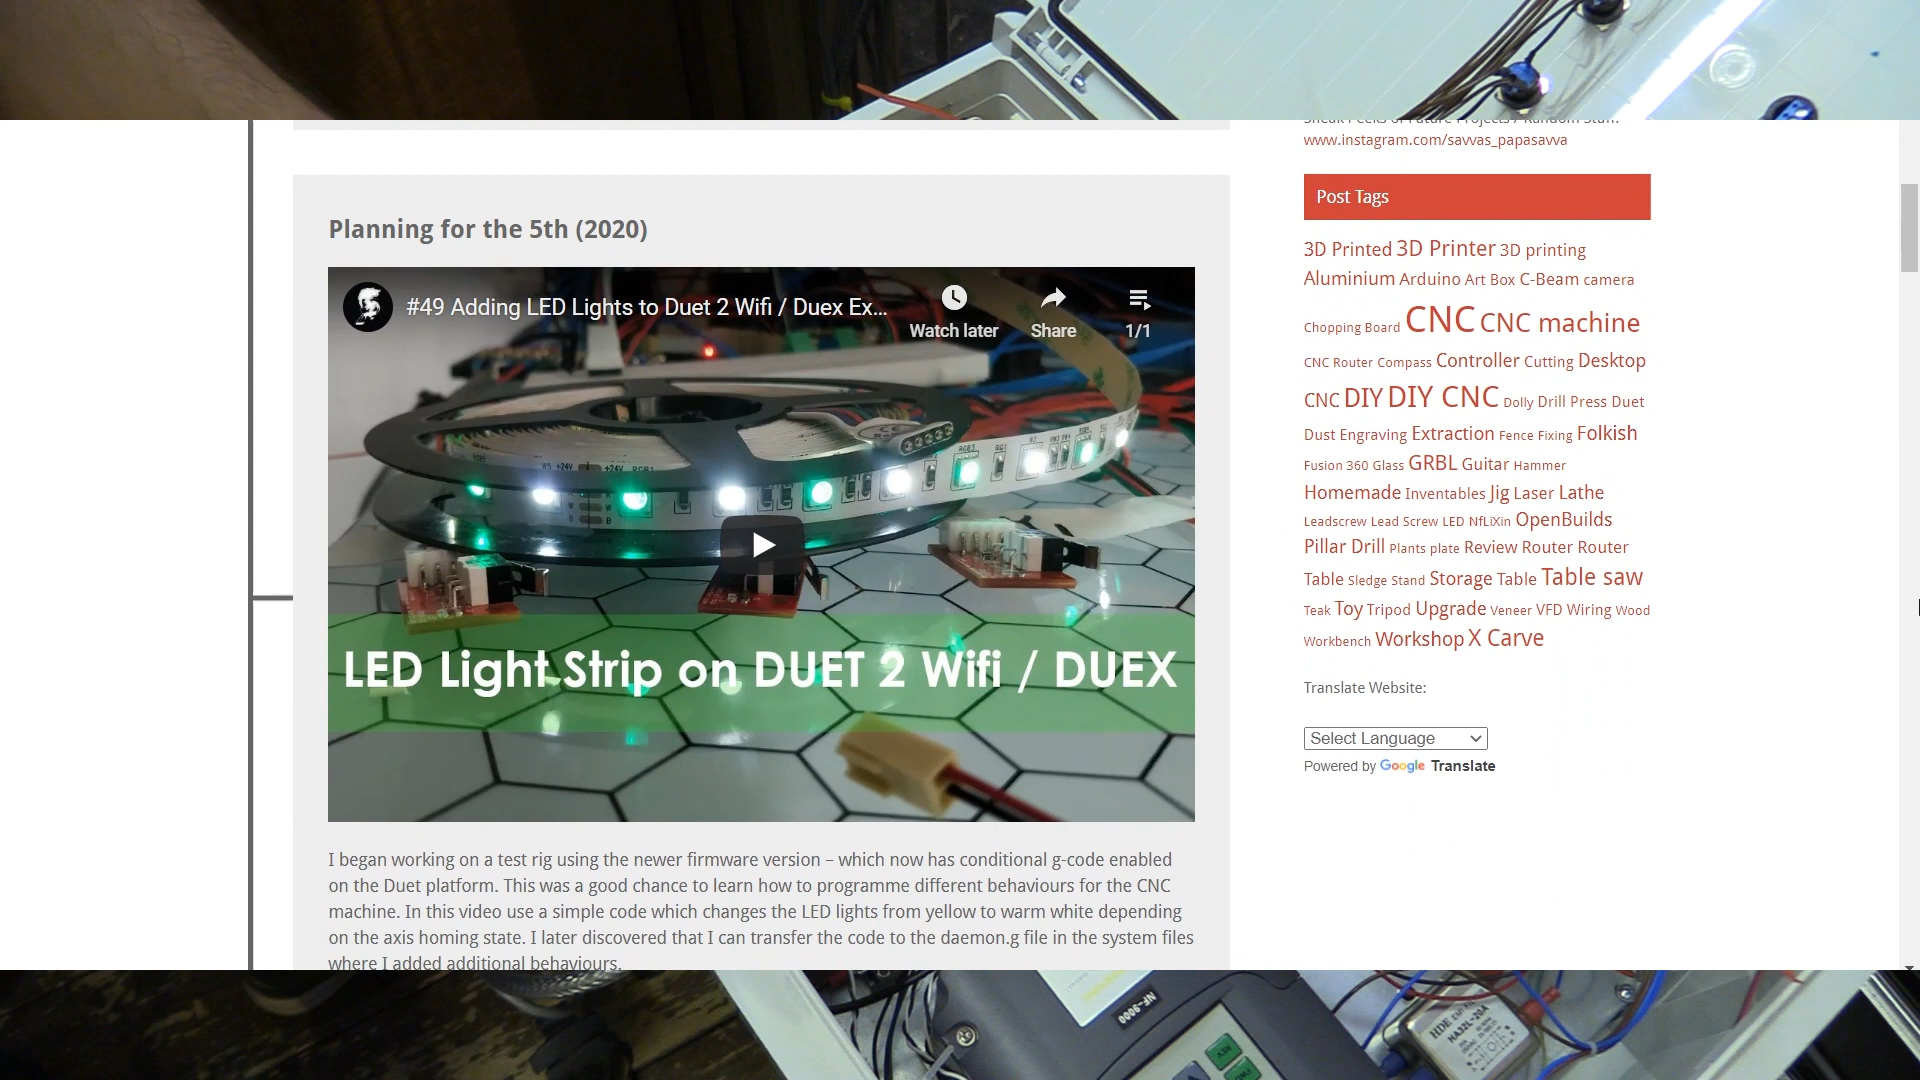 www.instagram.com/savvas_papasavva
Planning for the 5th (2020)
#49 Adding LED Lights to Duet 2 Wifi / Duex Ex...
Watch later
Share
1/1
+24V
+24V
LED Light Strip on DUET 2 Wifi / DUEX
I began working on a test rig using the newer firmware version – which now has conditional g-code enabled
on the Duet platform. This was a good chance to learn how to programme different behaviours for the CNC
machine. In this video use a simple code which changes the LED lights from yellow to warm white depending
on the axis homing state. I later discovered that I can transfer the code to the daemon.g file in the system files
where I added additional behaviours.
Post Tags
3D Printed 3D Printer 3D printing
Aluminium Arduino Art Box C-Beam camera
Chopping Board CNC CNC machine
CNC Router Compass Controller Cutting Desktop
CNC DIY DIY CNC Dolly Drill Press Duet
Dust Engraving Extraction Fence Fixing Folkish
Fusion 360 Glass GRBL Guitar Hammer
Homemade Inventables Jig Laser Lathe
Leadscrew Lead Screw LED NfLiXin OpenBuilds
Pillar Drill Plants plate Review Router Router
Table Sledge Stand Storage Table Table saw
Teak Toy Tripod Upgrade Veneer VFD Wiring Wood
Workbench Workshop X Carve
Translate Website:
Select Language
Powered by Google Translate
NF-9000
HDE
HA32L-20A